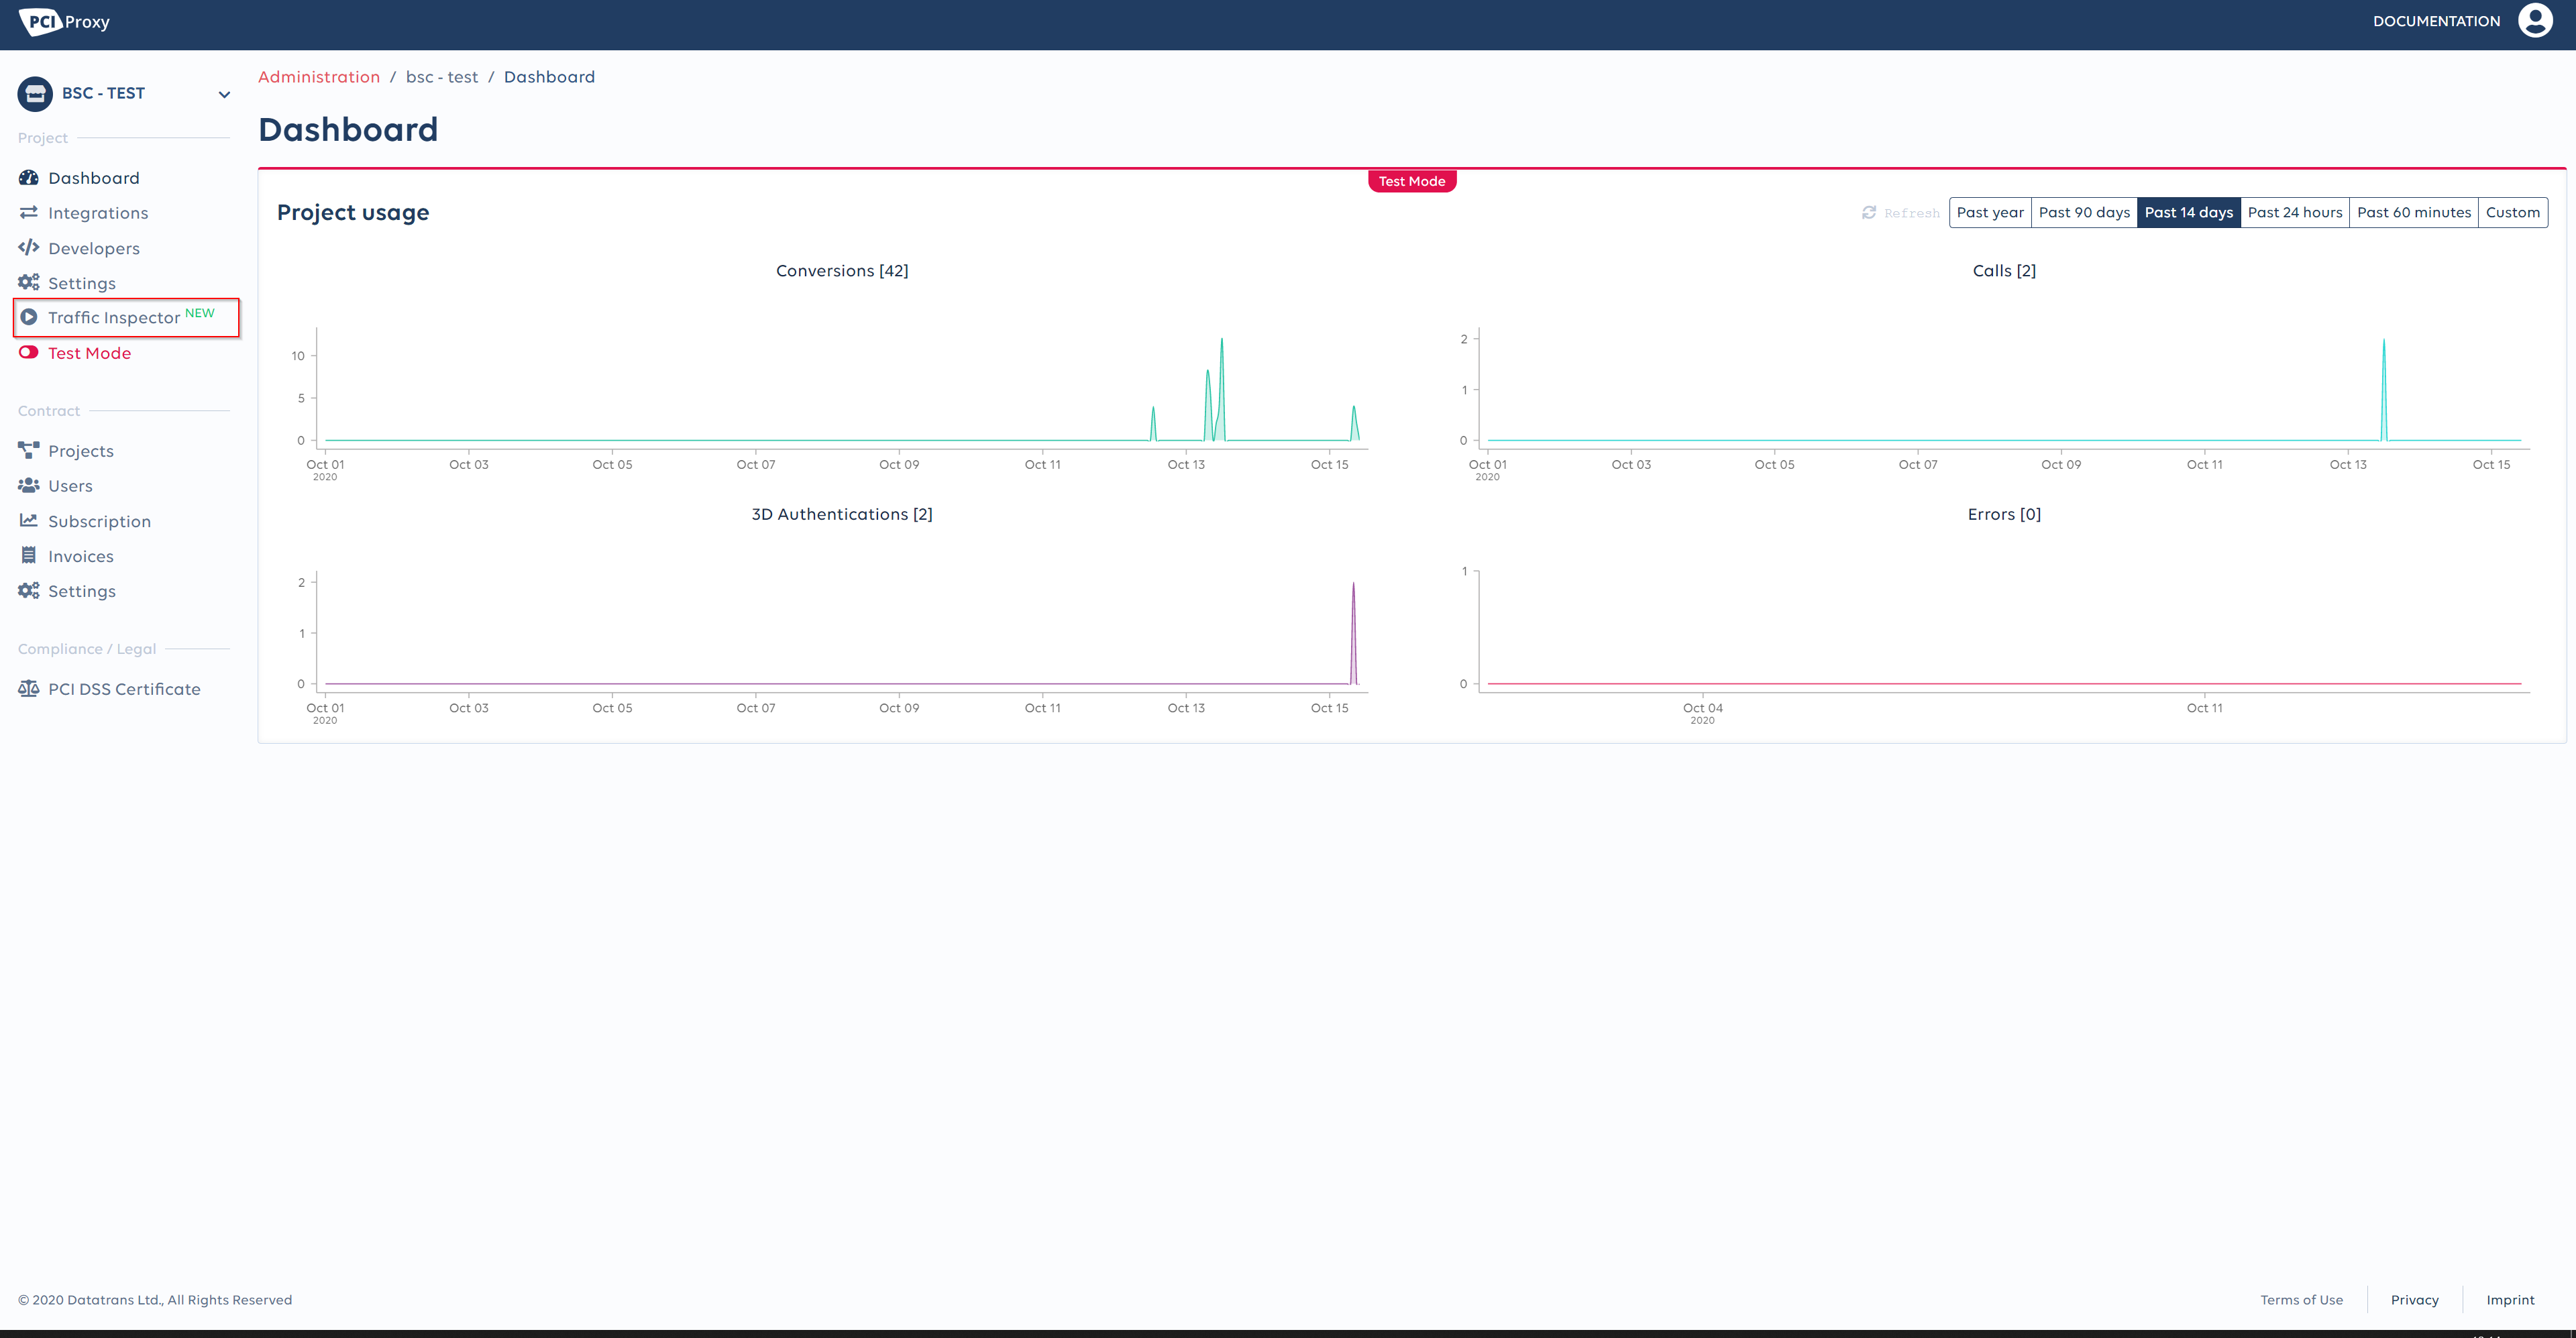 PCI Proxy
DOCUMENTATION
BSC - TEST
Project
Dashboard
Integrations
Developers
Settings
Traffic Inspector NEW
Test Mode
Contract
Projects
Users
Subscription
Invoices
Settings
Compliance / Legal
PCI DSS Certificate
Administration / bsc - test / Dashboard
Dashboard
Test Mode
Project usage
Refresh Past year Past 90 days Past 14 days Past 24 hours Past 60 minutes Custom
Conversions [42]
10
5
0
Oct 01 Oct 03 Oct 05 Oct 07 Oct 09 Oct 11 Oct 13 Oct 15
2020
Calls [2]
2
1
0
Oct 01 Oct 03 Oct 05 Oct 07 Oct 09 Oct 11 Oct 13 Oct 15
2020
3D Authentications [2]
2
1
0
Oct 01 Oct 03 Oct 05 Oct 07 Oct 09 Oct 11 Oct 13 Oct 15
2020
Errors [0]
1
0
Oct 04 Oct 11
2020
© 2020 Datatrans Ltd., All Rights Reserved
Terms of Use Privacy Imprint